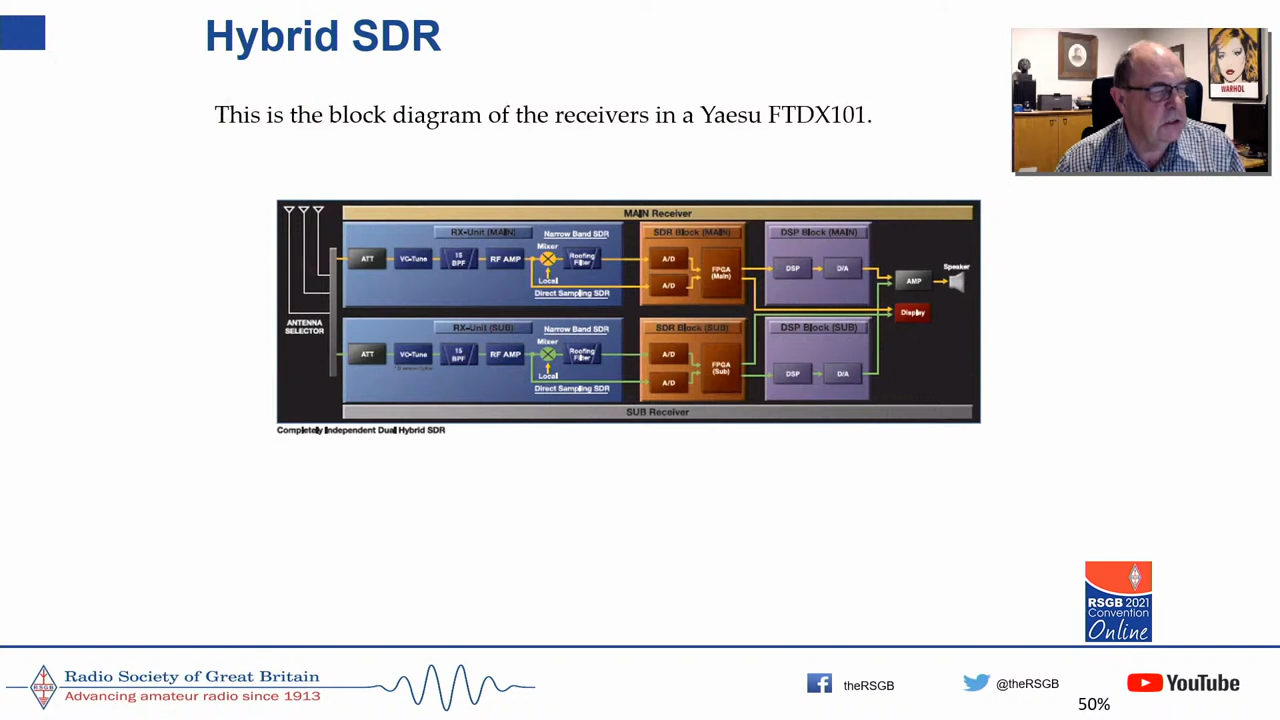 Hybrid SDR
WARHOL
This is the block diagram of the receivers in a Yaesu FTDX101.
MAIN Receiver
RX-Unit (MAIN)
Narrow Band SDR
SDR Block (MAIN)
DSP Block (MAIN)
Mixer
ATT
VC-Tune
15 BPF
RF AMP
Roofing Filter
A/D
FPGA (Main)
DSP
D/A
Local
A/D
Direct Sampling SDR
Speaker
AMP
Display
ANTENNA SELECTOR
RX-Unit (SUB)
Narrow Band SDR
SDR Block (SUB)
DSP Block (SUB)
Mixer
ATT
VC-Tune
15 BPF
RF AMP
Roofing Filter
A/D
FPGA (Sub)
DSP
D/A
Local
A/D
Direct Sampling SDR
SUB Receiver
Completely Independent Dual Hybrid SDR
RSGB 2021
Convention
Online
RSGB
Radio Society of Great Britain
Advancing amateur radio since 1913
theRSGB
@theRSGB
YouTube
50%